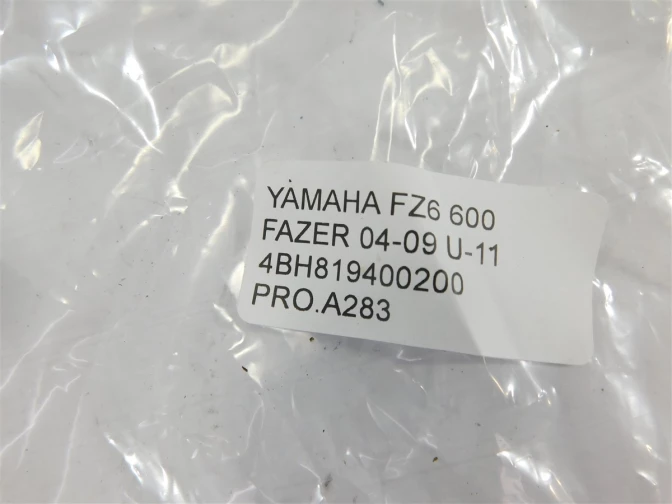 YAMAHA FZ6 600
FAZER 04-09 U-11
4BH819400200
PRO.A283